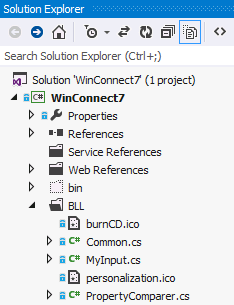 Solution Explorer
Search Solution Explorer (Ctrl+;)
Solution 'WinConnect7' (1 project)
C# WinConnect7
Properties
References
Service References
Web References
bin
BLL
burnCD.ico
C# Common.cs
C# MyInput.cs
personalization.ico
C# PropertyComparer.cs